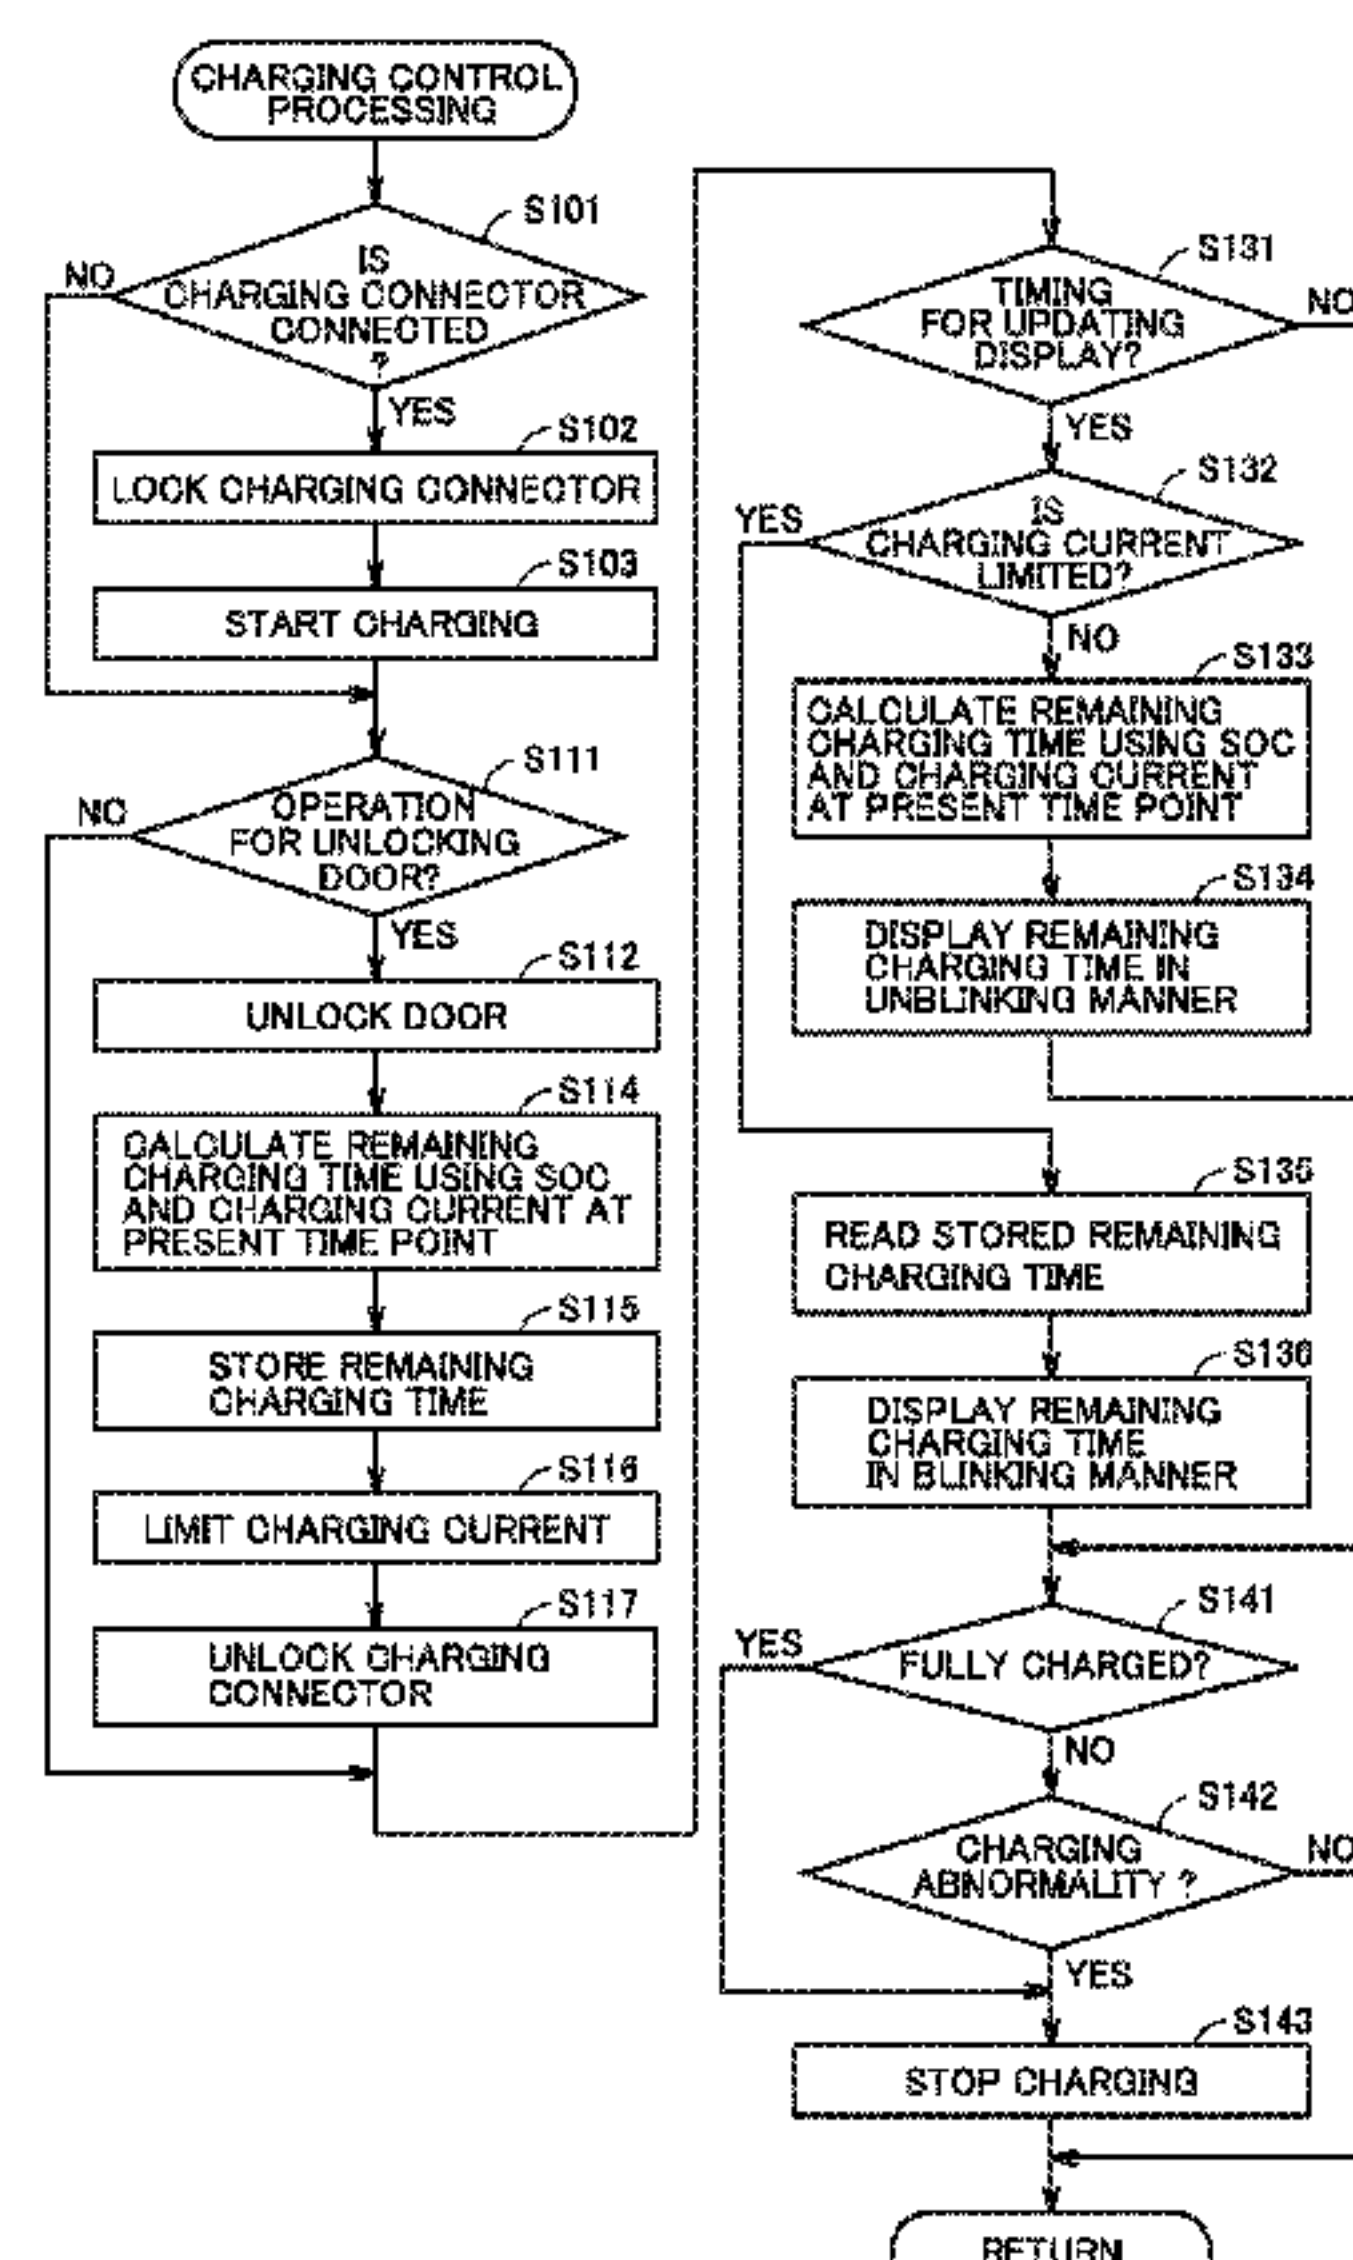 CHARGING CONTROL
PROCESSING
S101
IS
CHARGING CONNECTOR
CONNECTED
?
NO
YES
S102
LOCK CHARGING CONNECTOR
S103
START CHARGING
S111
OPERATION
FOR UNLOCKING
DOOR?
NO
YES
S112
UNLOCK DOOR
S114
CALCULATE REMAINING
CHARGING TIME USING SOC
AND CHARGING CURRENT AT
PRESENT TIME POINT
S115
STORE REMAINING
CHARGING TIME
S116
LIMIT CHARGING CURRENT
S117
UNLOCK CHARGING
CONNECTOR
S131
TIMING
FOR UPDATING
DISPLAY?
NO
YES
S132
IS
CHARGING CURRENT
LIMITED?
YES
NO
S133
CALCULATE REMAINING
CHARGING TIME USING SOC
AND CHARGING CURRENT
AT PRESENT TIME POINT
S134
DISPLAY REMAINING
CHARGING TIME IN
UNBLINKING MANNER
S135
READ STORED REMAINING
CHARGING TIME
S136
DISPLAY REMAINING
CHARGING TIME
IN BLINKING MANNER
S141
FULLY CHARGED?
YES
NO
S142
CHARGING
ABNORMALITY ?
NO
YES
S143
STOP CHARGING
RETURN